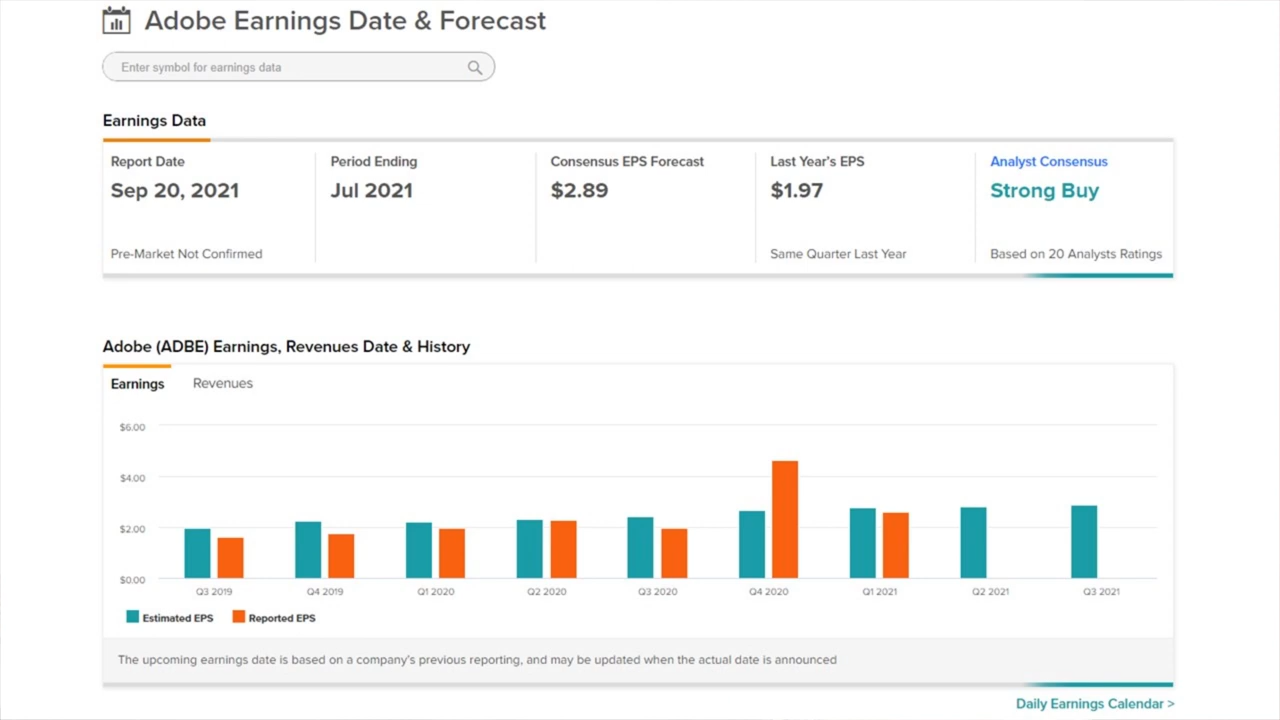 Adobe Earnings Date & Forecast
Enter symbol for earnings data
Earnings Data
Report Date
Sep 20, 2021
Pre-Market Not Confirmed
Period Ending
Jul 2021
Consensus EPS Forecast
$2.89
Last Year's EPS
$1.97
Same Quarter Last Year
Analyst Consensus
Strong Buy
Based on 20 Analysts Ratings
Adobe (ADBE) Earnings, Revenues Date & History
Earnings Revenues
$6.00
$4.00
$2.00
$0.00
Q3 2019 Q4 2019 Q1 2020 Q2 2020 Q3 2020 Q4 2020 Q1 2021 Q2 2021 Q3 2021
Estimated EPS Reported EPS
The upcoming earnings date is based on a company's previous reporting, and may be updated when the actual date is announced
Daily Earnings Calendar >